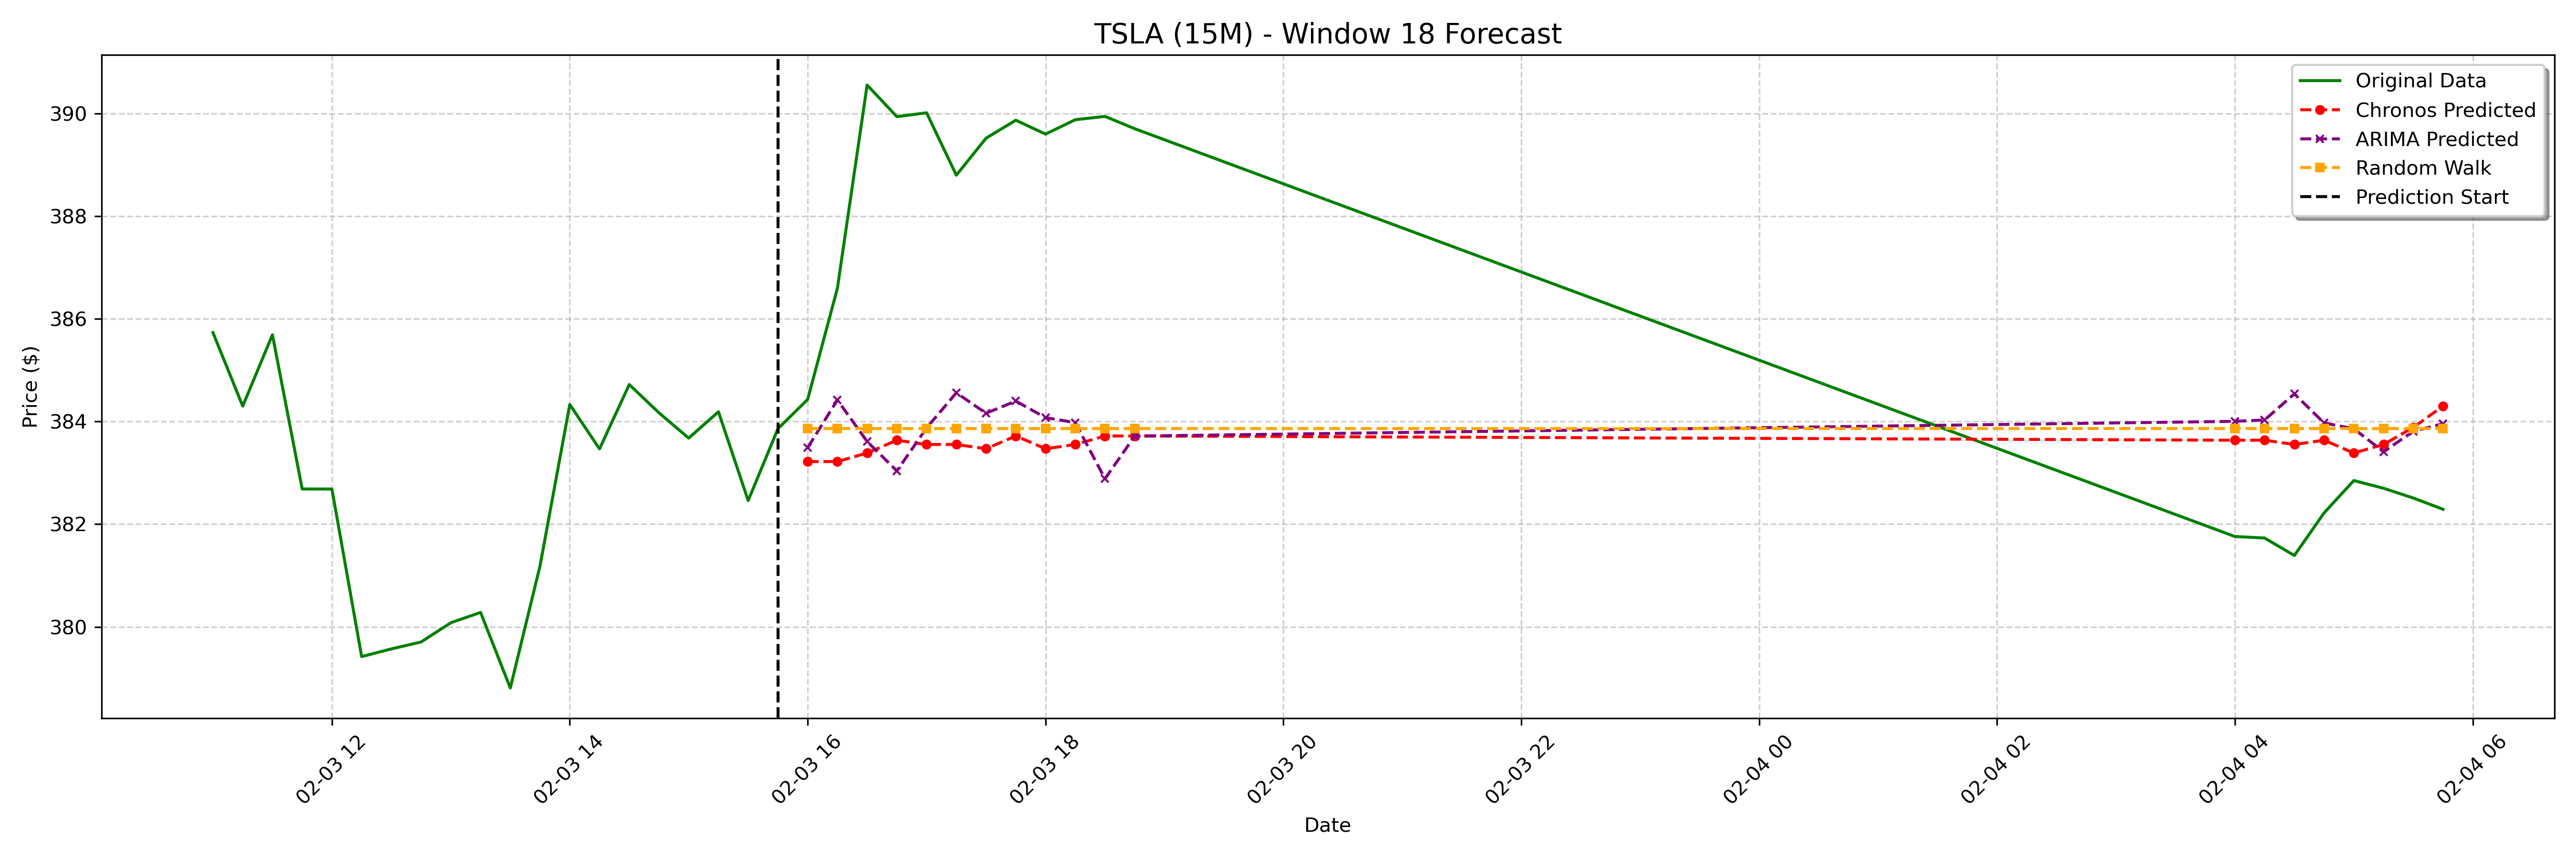 TSLA (15M) - Window 18 Forecast
Original Data
Chronos Predicted
ARIMA Predicted
Random Walk
Prediction Start
Price ($)
390
388
386
384
382
380
02-03 12
02-03 14
02-03 16
02-03 18
02-03 20
02-03 22
02-04 00
02-04 02
02-04 04
02-04 06
Date